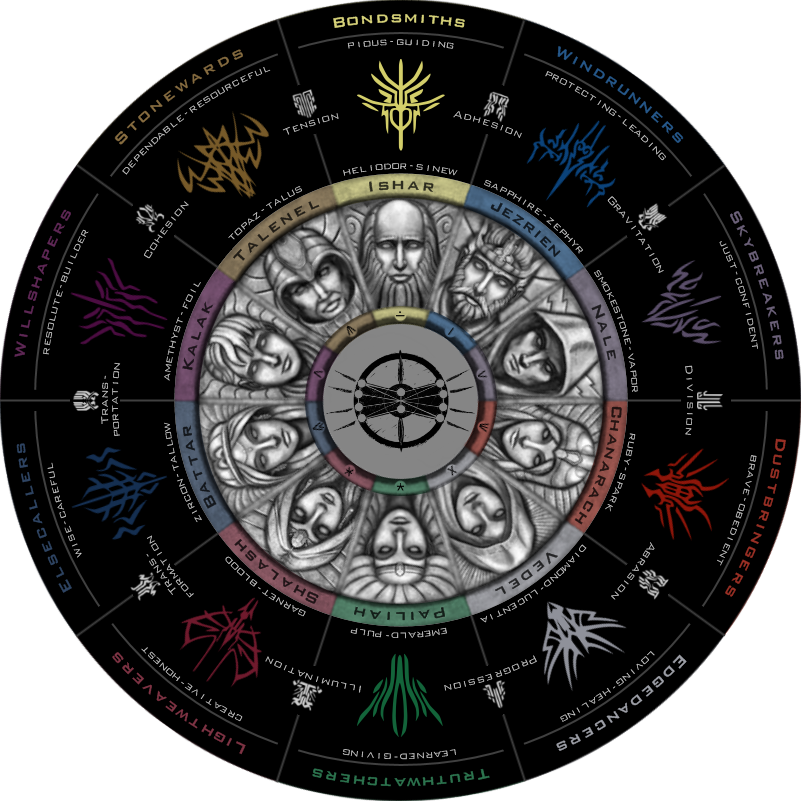 BONDSMITHS
PIOUS-GUIDING
HELIODOR-SINEW
ISHAR
ADHESION
WINDRUNNERS
PROTECTING-LEADING
SAPPHIRE-ZEPHYR
JEZRIEN
GRAVITATION
SKYBREAKERS
JUST-CONFIDENT
SMOKESTONE-VAPOR
NALE
DIVISION
DUSTBRINGERS
BRAVE-OBEDIENT
RUBY-SPARK
CHANARACH
ABRASION
EDGEDANCERS
LOVING-HEALING
DIAMOND-LUCENTIA
VEDEL
PROGRESSION
TRUTHWATCHERS
LEARNED-GIVING
EMERALD-PULP
PAILIAH
ILLUMINATION
LIGHTWEAVERS
CREATIVE-HONEST
GARNET-BLOOD
SHALASH
TRANS-
FORMATION
ELSECALLERS
WISE-CAREFUL
ZIRCON-TALLOW
BATTAR
TRANS-
PORTATION
WILLSHAPERS
RESOLUTE-BUILDER
AMETHYST-FOIL
KALAK
COHESION
STONEWARDS
DEPENDABLE-RESOURCEFUL
TOPAZ-TALUS
TALENEL
TENSION